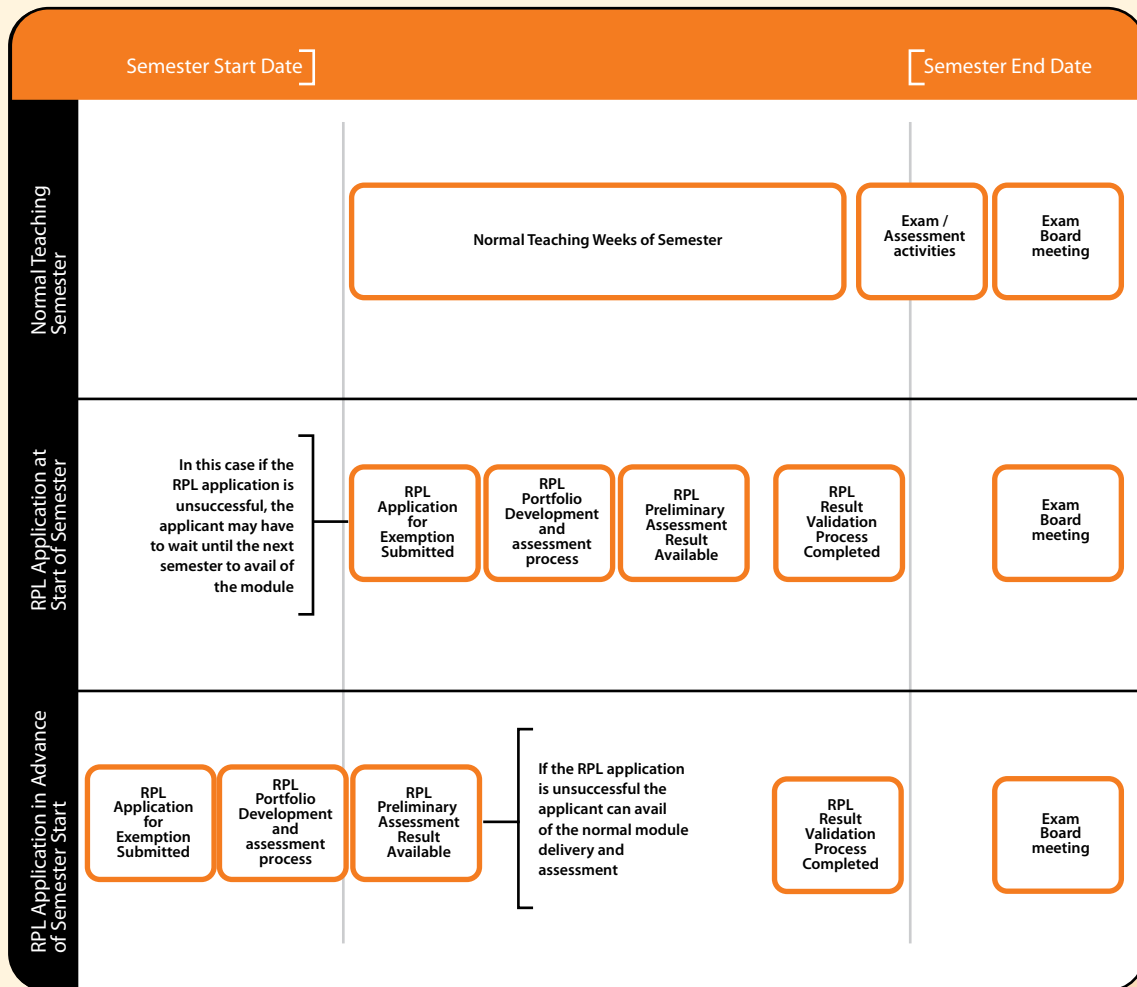 Semester Start Date
Semester End Date
Normal Teaching
Semester
Normal Teaching Weeks of Semester
Exam /
Assessment
activities
Exam
Board
meeting
RPL Application at
Start of Semester
In this case if the
RPL application is
unsuccessful, the
applicant may have
to wait until the next
semester to avail of
the module
RPL
Application
for
Exemption
Submitted
RPL
Portfolio
Development
and
assessment
process
RPL
Preliminary
Assessment
Result
Available
RPL
Result
Validation
Process
Completed
Exam
Board
meeting
RPL Application in Advance
of Semester Start
RPL
Application
for
Exemption
Submitted
RPL
Portfolio
Development
and
assessment
process
RPL
Preliminary
Assessment
Result
Available
If the RPL application
is unsuccessful the
applicant can avail
of the normal module
delivery and
assessment
RPL
Result
Validation
Process
Completed
Exam
Board
meeting